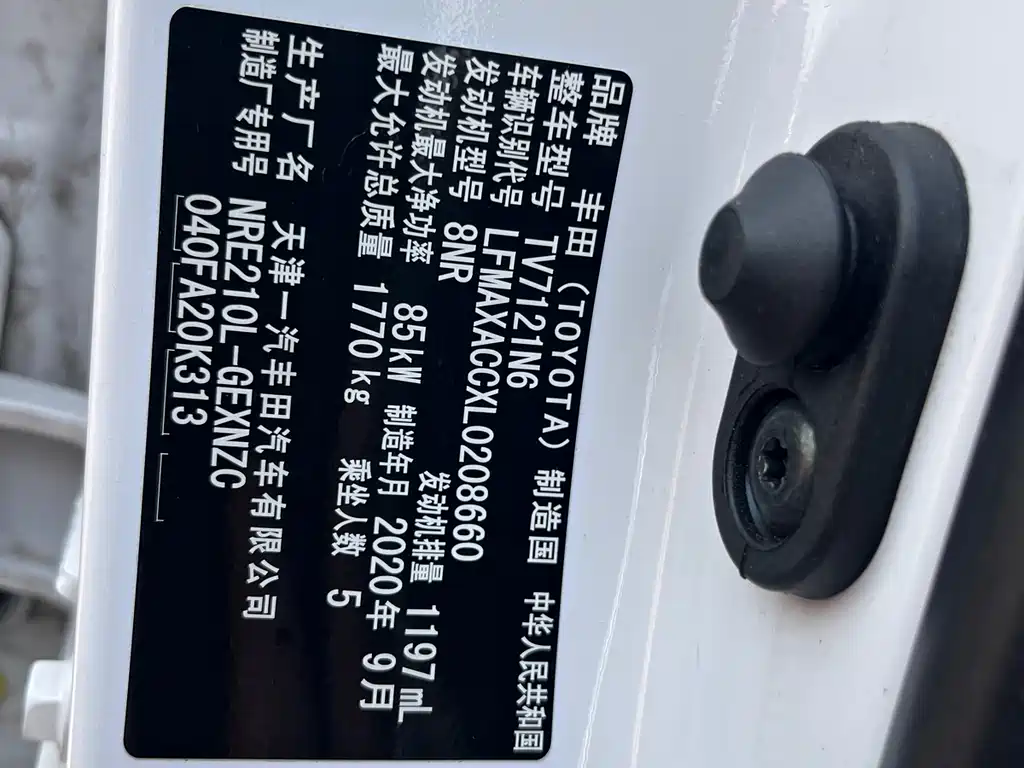 品牌 丰田 (TOYOTA) 制造国 中华人民共和国
整车型号 TV7121N6
车辆识别代号 LFMAXACCXL0208660
发动机型号 8NR 发动机排量 1197mL
发动机最大净功率 85kW 制造年月 2020年 9月
最大允许总质量 1770kg 乘坐人数 5
生产厂名 天津一汽丰田汽车有限公司
制造厂专用号 NRE210L-GEXNZC
040FA20K313